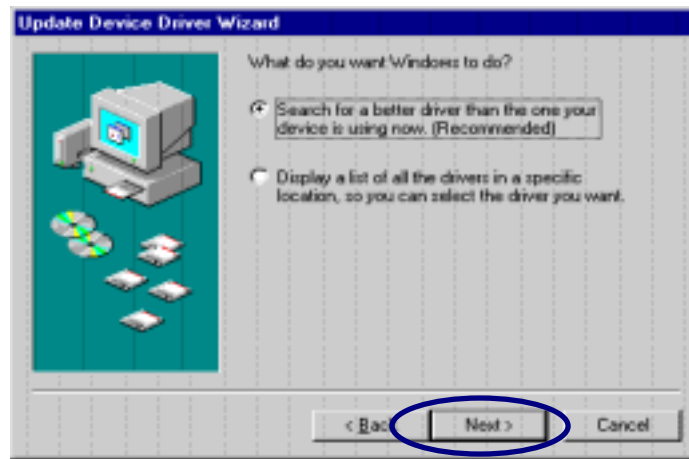 Update Device Driver Wizard
What do you want Windows to do?
Search for a better driver than the one your
device is using now. (Recommended)
Display a list of all the drivers in a specific
location, so you can select the driver you want.
< Back
Next >
Cancel